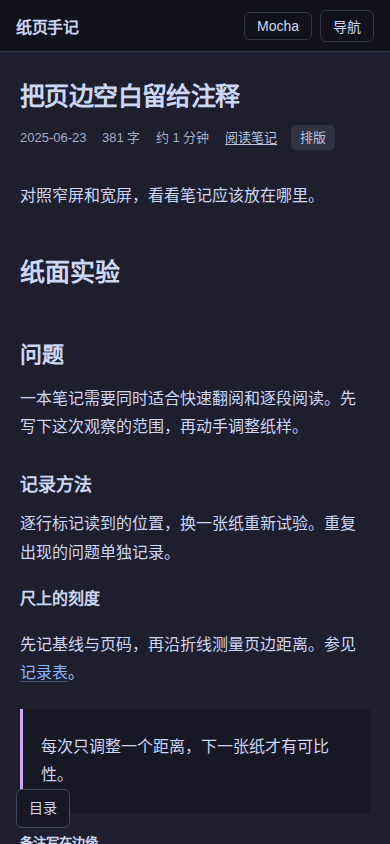 纸页手记
Mocha
导航
把页边空白留给注释
2025-06-23 381 字 约 1 分钟 阅读笔记 排版
对照窄屏和宽屏，看看笔记应该放在哪里。
纸面实验
问题
一本笔记需要同时适合快速翻阅和逐段阅读。先
写下这次观察的范围，再动手调整纸样。
记录方法
逐行标记读到的位置，换一张纸重新试验。重复
出现的问题单独记录。
尺上的刻度
先记基线与页码，再沿折线测量页边距离。参见
记录表。
每次只调整一个距离，下一张纸才有可比
性。
目录
备注写在边缘